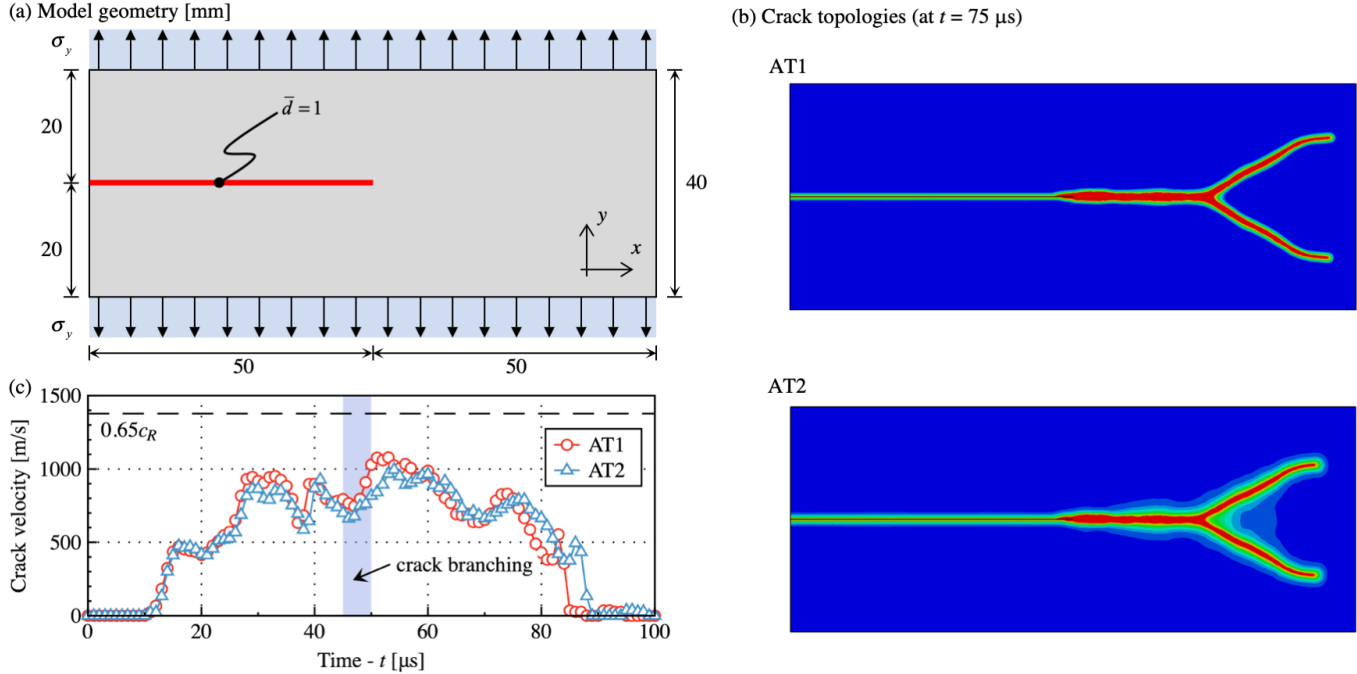 (a) Model geometry [mm]
σy
d̄ = 1
20
40
20
y
x
σy
50
50
(b) Crack topologies (at t = 75 μs)
AT1
AT2
(c)
1500
0.65cR
AT1
AT2
1000
500
crack branching
0
0
20
40
60
80
100
Crack velocity [m/s]
Time - t [μs]